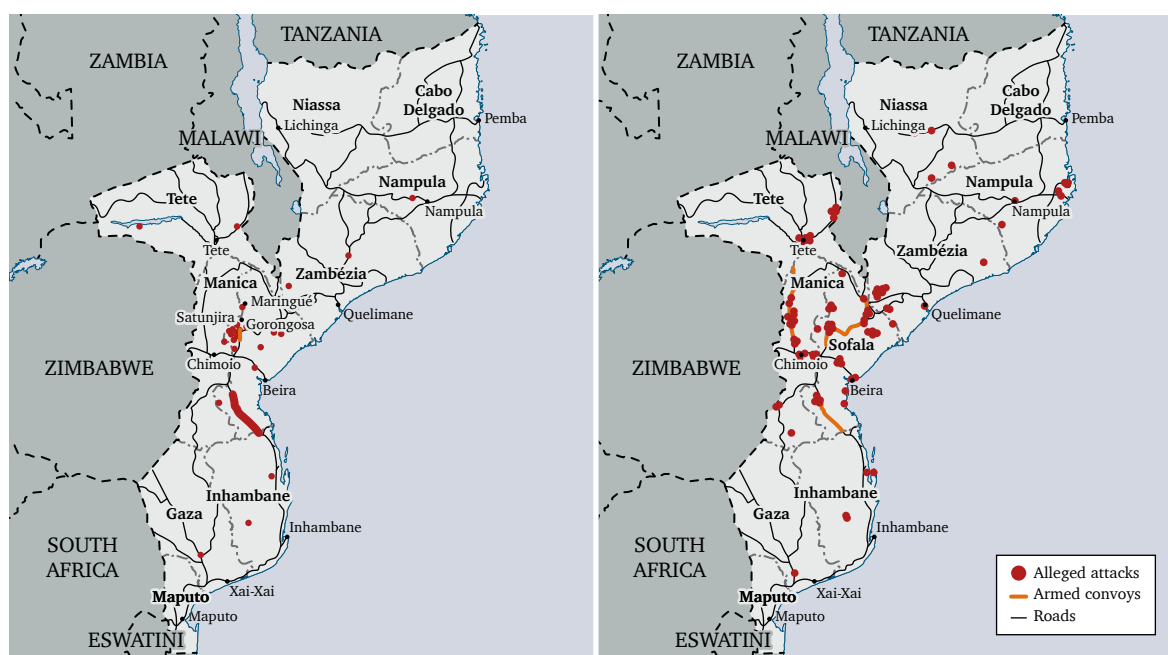 TANZANIA
ZAMBIA
Cabo
Delgado
Niassa
Pemba
Lichinga
MALAWI
Nampula
Tete
Nampula
Tete
Zambézia
Manica
Maringué
Satunjira
Gorongosa
Quelimane
Chimoio
ZIMBABWE
Beira
Inhambane
Gaza
Inhambane
SOUTH
AFRICA
Xai-Xai
Maputo
Maputo
ESWATINI
TANZANIA
ZAMBIA
Cabo
Delgado
Niassa
Pemba
Lichinga
MALAWI
Nampula
Tete
Nampula
Tete
Zambézia
Manica
Quelimane
Sofala
Chimoio
ZIMBABWE
Beira
Inhambane
Gaza
Inhambane
SOUTH
AFRICA
Xai-Xai
Maputo
Maputo
ESWATINI
Alleged attacks
Armed convoys
Roads